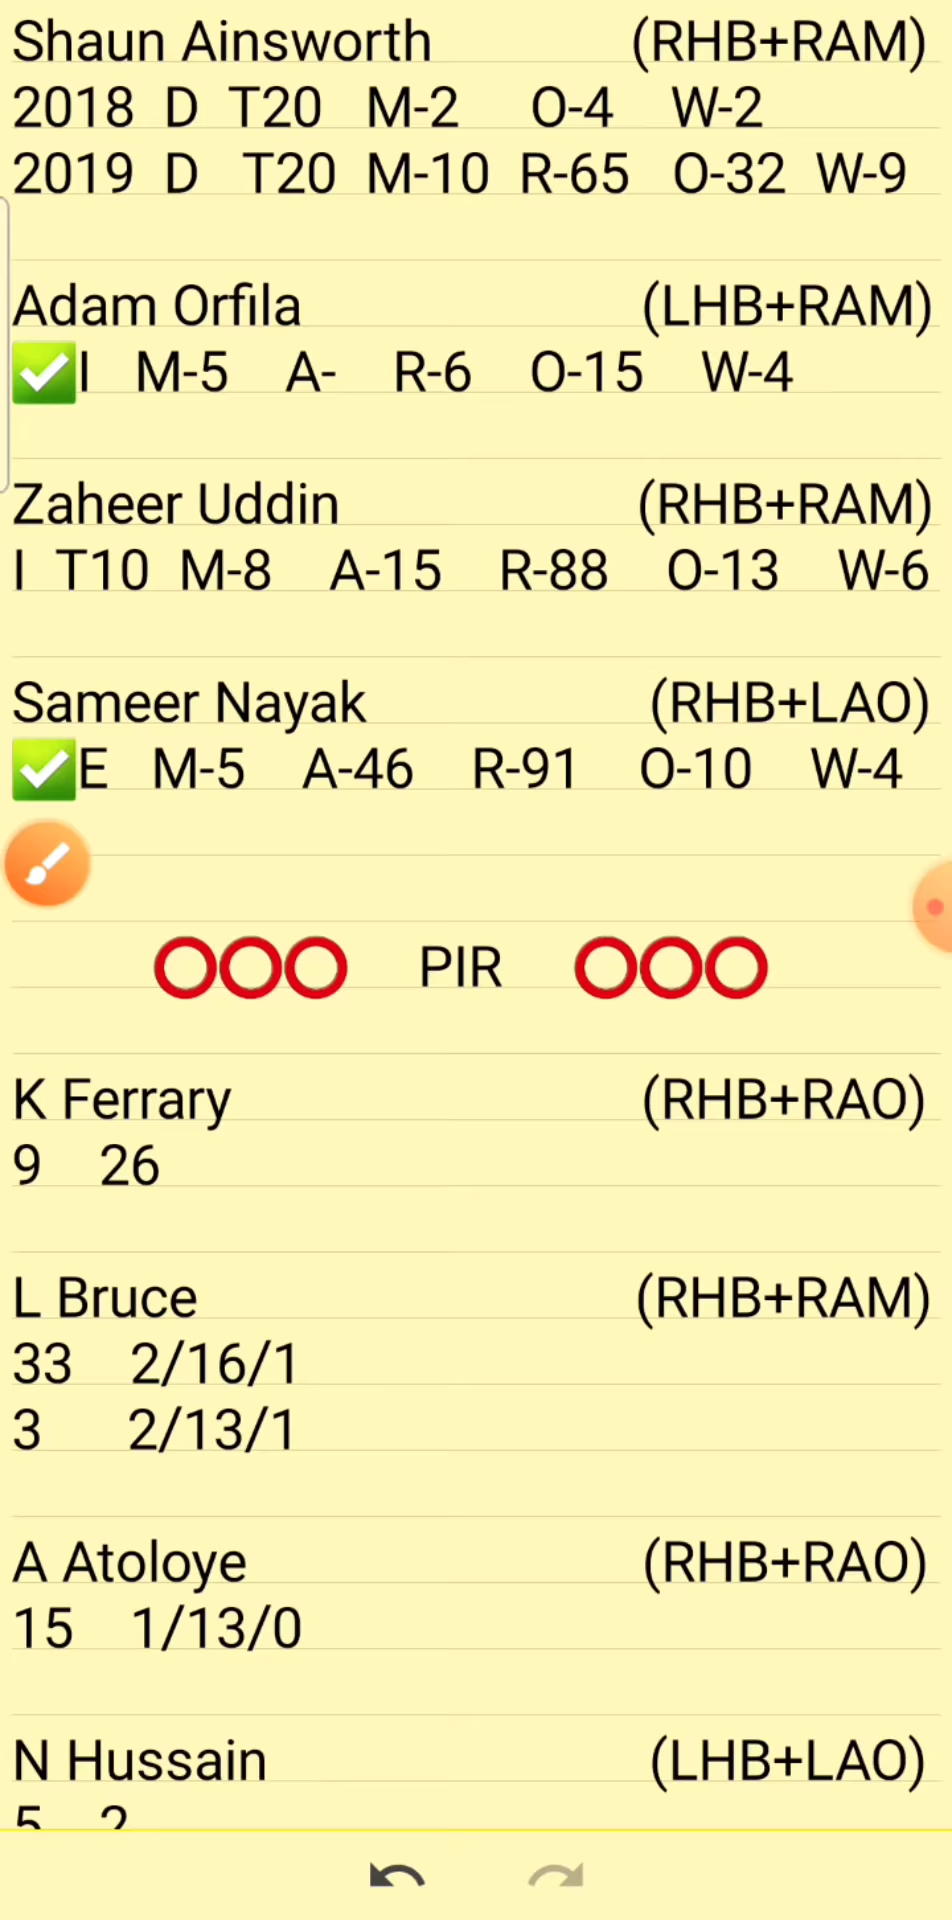 Shaun Ainsworth (RHB+RAM)
2018 D T20 M-2 O-4 W-2
2019 D T20 M-10 R-65 O-32 W-9
Adam Orfila (LHB+RAM)
✅I M-5 A- R-6 O-15 W-4
Zaheer Uddin (RHB+RAM)
I T10 M-8 A-15 R-88 O-13 W-6
Sameer Nayak (RHB+LAO)
✅E M-5 A-46 R-91 O-10 W-4
⭕⭕⭕ PIR ⭕⭕⭕
K Ferrary (RHB+RAO)
9 26
L Bruce (RHB+RAM)
33 2/16/1
3 2/13/1
A Atoloye (RHB+RAO)
15 1/13/0
N Hussain (LHB+LAO)
5 2